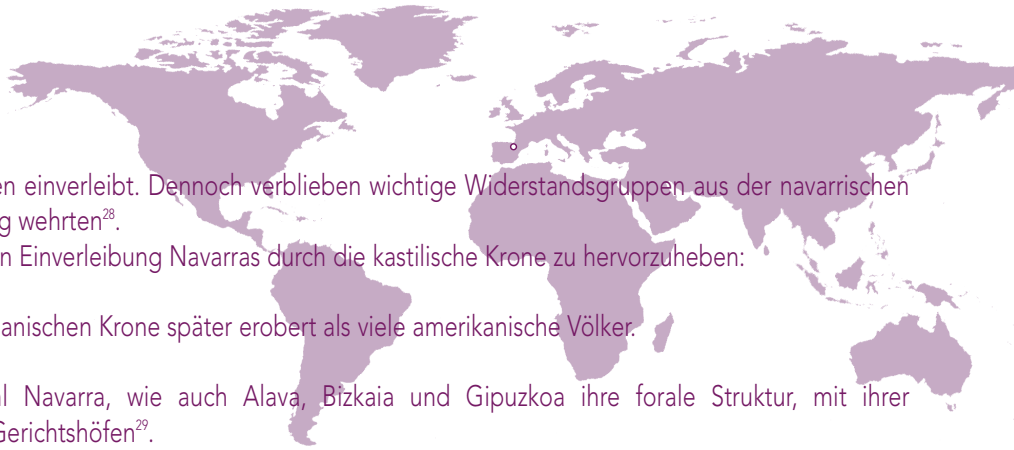 en einverleibt. Dennoch verblieben wichtige Widerstandsgruppen aus der navarrischen
g wehrten²⁸.
n Einverleibung Navarras durch die kastilische Krone zu hervorzuheben:
anischen Krone später erobert als viele amerikanische Völker.
l Navarra, wie auch Alava, Bizkaia und Gipuzkoa ihre forale Struktur, mit ihrer
Gerichtshöfen²⁹.